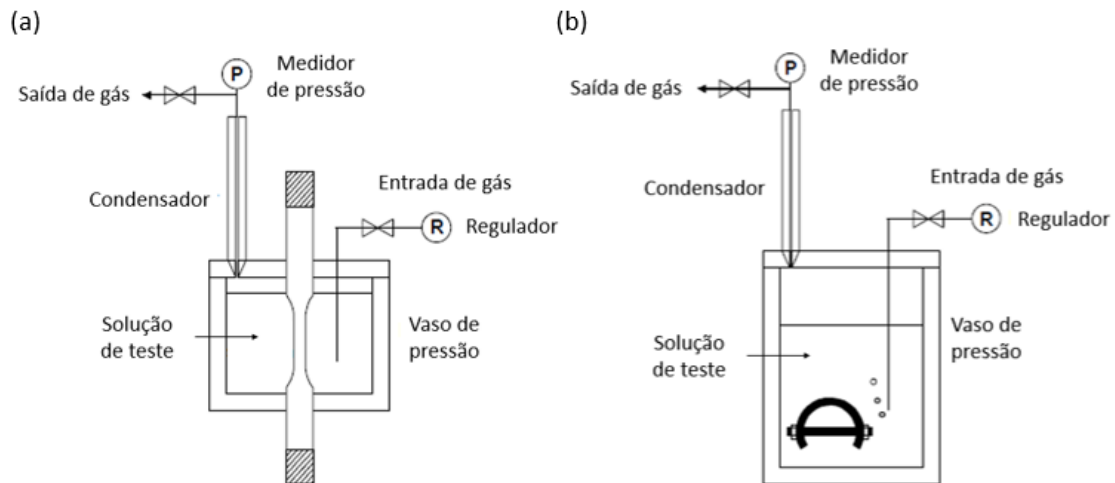 (a)
P
Medidor
de pressão
Saída de gás
Condensador
Entrada de gás
R
Regulador
Solução
de teste
Vaso de
pressão
(b)
P
Medidor
de pressão
Saída de gás
Condensador
Entrada de gás
R
Regulador
Solução
de teste
Vaso de
pressão